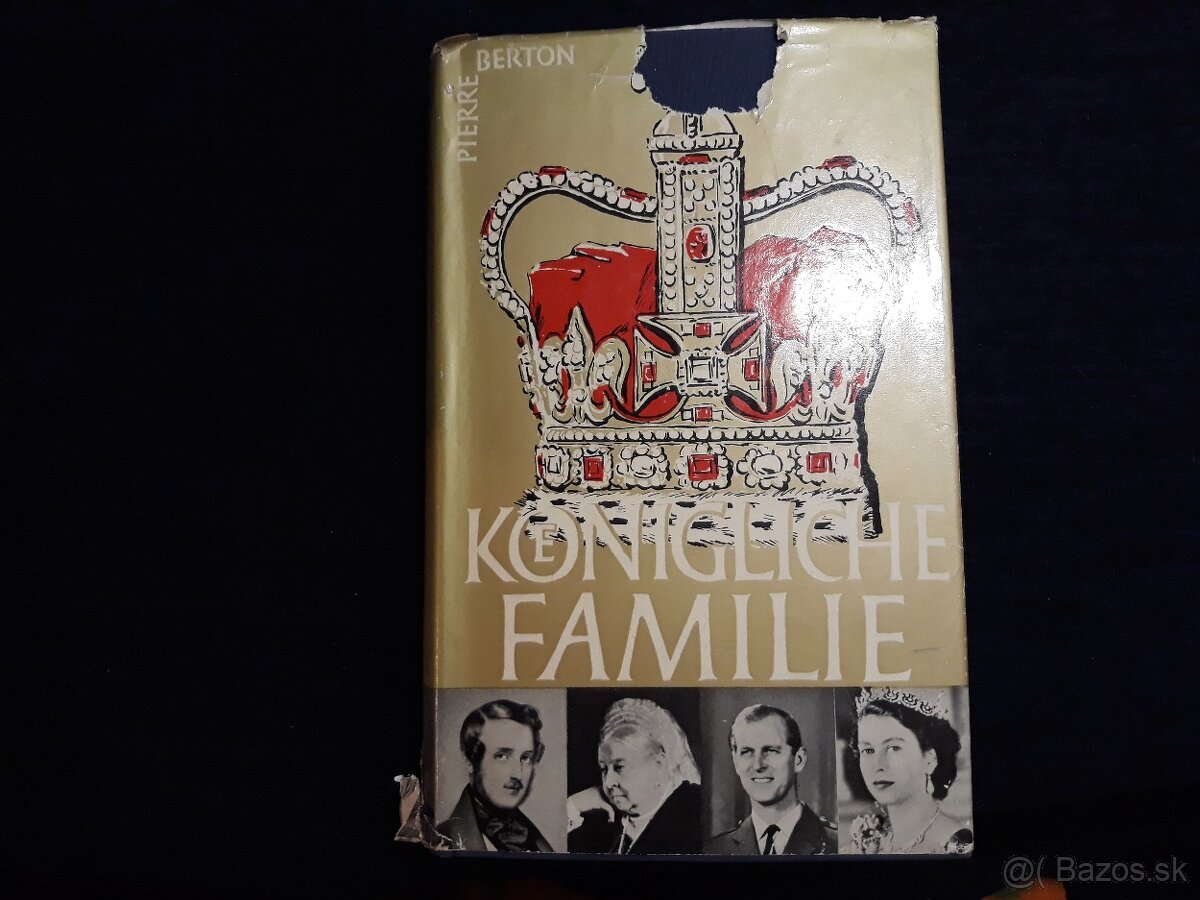 PIERRE BERTON
KOENIGLICHE
FAMILIE
@( Bazos.sk